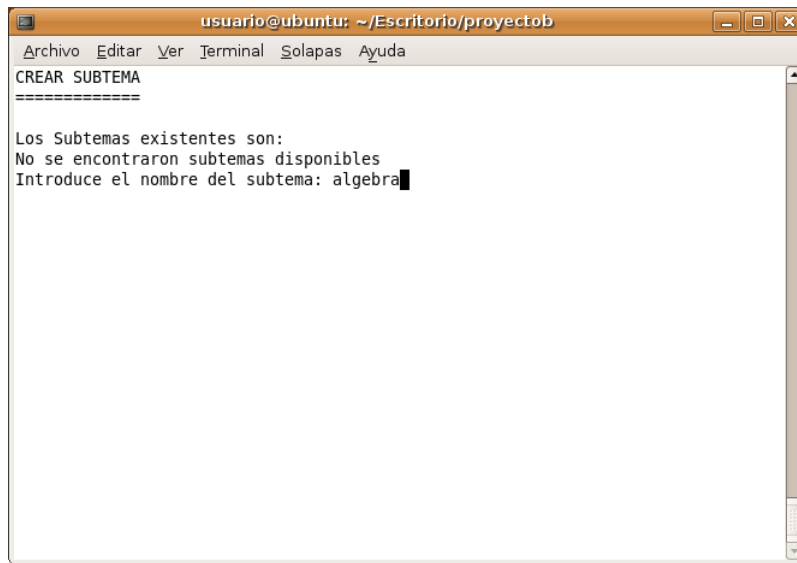 usuario@ubuntu: ~/Escritorio/proyectob
Archivo Editar Ver Terminal Solapas Ayuda
CREAR SUBTEMA
=============
Los Subtemas existentes son:
No se encontraron subtemas disponibles
Introduce el nombre del subtema: algebra